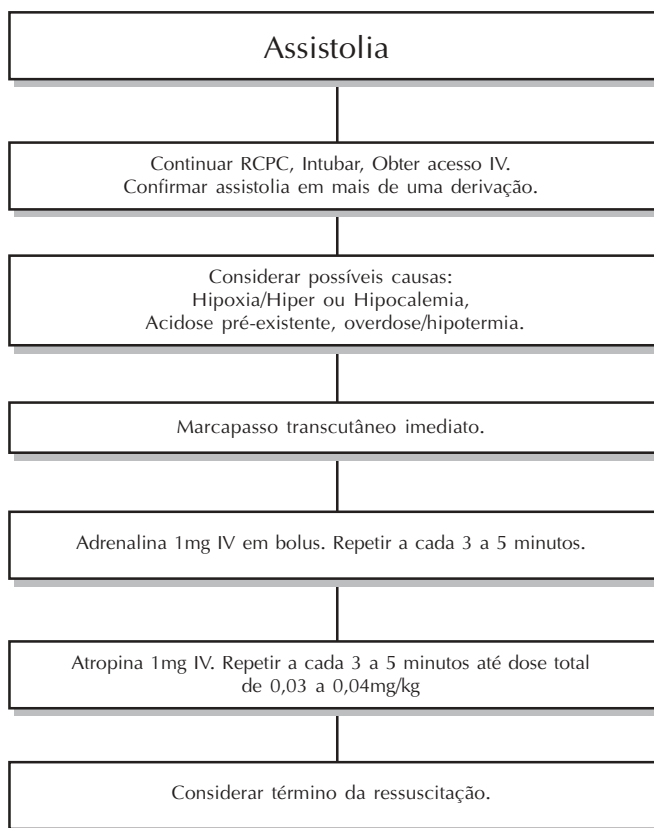 Assistolia
Continuar RCPC, Intubar, Obter acesso IV.
Confirmar assistolia em mais de uma derivação.
Considerar possíveis causas:
Hipoxia/Hiper ou Hipocalemia,
Acidose pré-existente, overdose/hipotermia.
Marcapasso transcutâneo imediato.
Adrenalina 1mg IV em bolus. Repetir a cada 3 a 5 minutos.
Atropina 1mg IV. Repetir a cada 3 a 5 minutos até dose total
de 0,03 a 0,04mg/kg
Considerar término da ressuscitação.